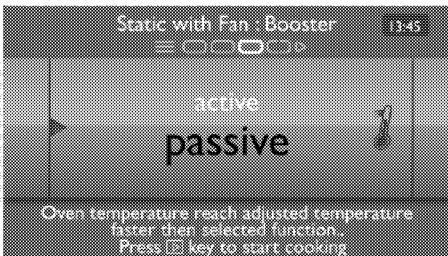 Static with Fan : Booster
13:45
active
passive
Oven temperature reach adjusted temperature
faster then selected function.,
Press key to start cooking